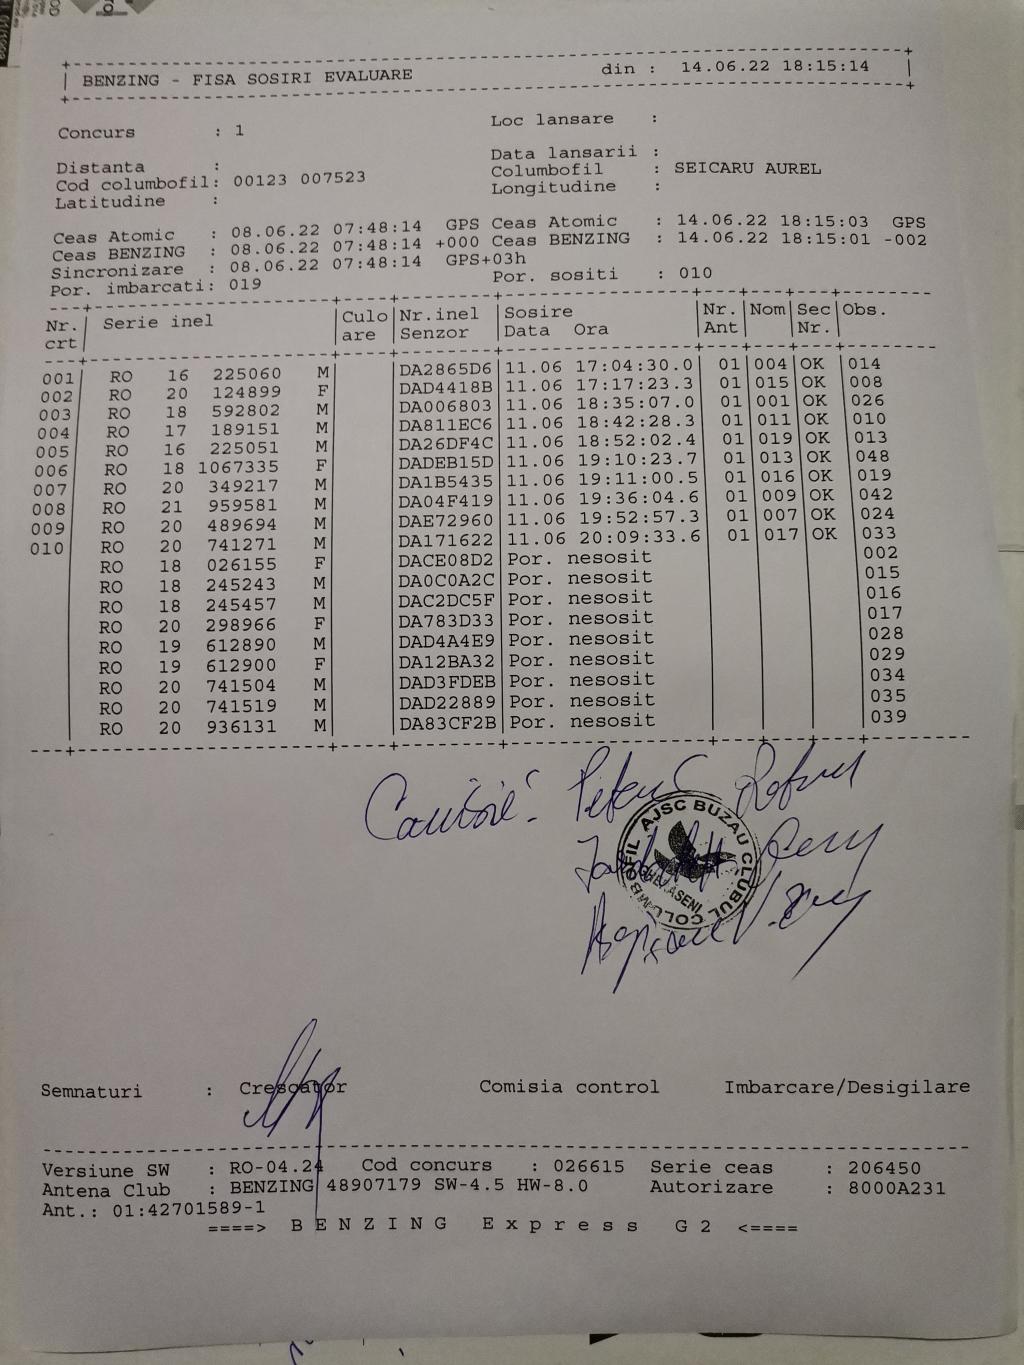 BENZING - FISA SOSIRI EVALUARE din : 14.06.22 18:15:14
Concurs : 1 Loc lansare :
Distanta : Data lansarii :
Cod columbofil: 00123 007523 Columbofil : SEICARU AUREL
Latitudine : Longitudine :
Ceas Atomic : 08.06.22 07:48:14 GPS Ceas Atomic : 14.06.22 18:15:03 GPS
Ceas BENZING : 08.06.22 07:48:14 +000 Ceas BENZING : 14.06.22 18:15:01 -002
Sincronizare : 08.06.22 07:48:14 GPS+03h
Por. imbarcati: 019 Por. sositi : 010
Nr. crt Serie inel Culo are Nr.inel Senzor Sosire Data Ora Nr. Ant Nom Sec Nr. Obs.
001 RO 16 225060 M DA2865D6 11.06 17:04:30.0 01 004 OK 014
002 RO 20 124899 F DAD4418B 11.06 17:17:23.3 01 015 OK 008
003 RO 18 592802 M DA006803 11.06 18:35:07.0 01 001 OK 026
004 RO 17 189151 M DA811EC6 11.06 18:42:28.3 01 011 OK 010
005 RO 16 225051 M DA26DF4C 11.06 18:52:02.4 01 019 OK 013
006 RO 18 1067335 F DADEB15D 11.06 19:10:23.7 01 013 OK 048
007 RO 20 349217 M DA1B5435 11.06 19:11:00.5 01 016 OK 019
008 RO 21 959581 M DA04F419 11.06 19:36:04.6 01 009 OK 042
009 RO 20 489694 M DAE72960 11.06 19:52:57.3 01 007 OK 024
010 RO 20 741271 M DA171622 11.06 20:09:33.6 01 017 OK 033
RO 18 026155 F DACE08D2 Por. nesosit 002
RO 18 245243 M DA0C0A2C Por. nesosit 015
RO 18 245457 M DAC2DC5F Por. nesosit 016
RO 20 298966 F DA783D33 Por. nesosit 017
RO 19 612890 M DAD4A4E9 Por. nesosit 028
RO 19 612900 F DA12BA32 Por. nesosit 029
RO 20 741504 M DAD3FDEB Por. nesosit 034
RO 20 741519 M DAD22889 Por. nesosit 035
RO 20 936131 M DA83CF2B Por. nesosit 039
AJSC BUZAU CLUBUL COLUMBOFIL
Semnaturi : Crescator Comisia control Imbarcare/Desigilare
Versiune SW : RO-04.24 Cod concurs : 026615 Serie ceas : 206450
Antena Club : BENZING 48907179 SW-4.5 HW-8.0 Autorizare : 8000A231
Ant.: 01:42701589-1
====> B E N Z I N G E x p r e s s G 2 <====